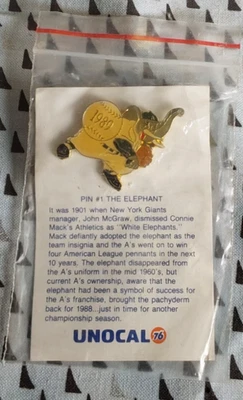 1989
PIN #1 THE ELEPHANT
It was 1901 when New York Giants
manager, John McGraw, dismissed Connie
Mack's Athletics as "White Elephants."
Mack defiantly adopted the elephant as the
team insignia and the A's went on to win
four American League pennants in the next
10 years. The elephant disappeared from
the A's uniform in the mid 1960's, but
current A's ownership, aware that the
elephant had been a symbol of success for
the A's franchise, brought the pachyderm
back for 1988...just in time for another
championship season.
UNOCAL 76